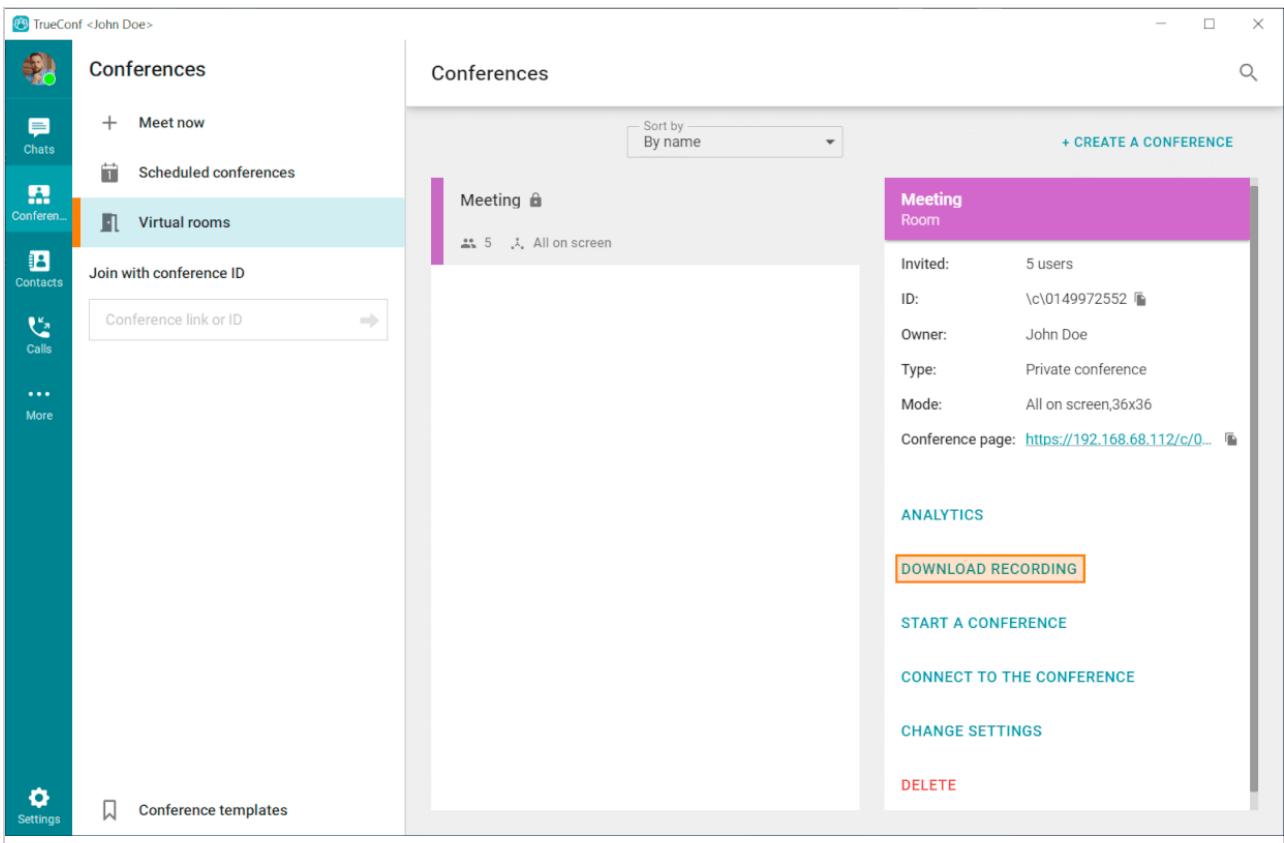 TrueConf <John Doe>
Chats
Conferen...
Contacts
Calls
More
Settings
Conferences
Meet now
1
Scheduled conferences
Virtual rooms
Join with conference ID
Conference link or ID
Conference templates
Conferences
Sort by
By name
+ CREATE A CONFERENCE
Meeting
5 All on screen
Meeting
Room
Invited: 5 users
ID: \c\0149972552
Owner: John Doe
Type: Private conference
Mode: All on screen,36x36
Conference page: https://192.168.68.112/c/0...
ANALYTICS
DOWNLOAD RECORDING
START A CONFERENCE
CONNECT TO THE CONFERENCE
CHANGE SETTINGS
DELETE